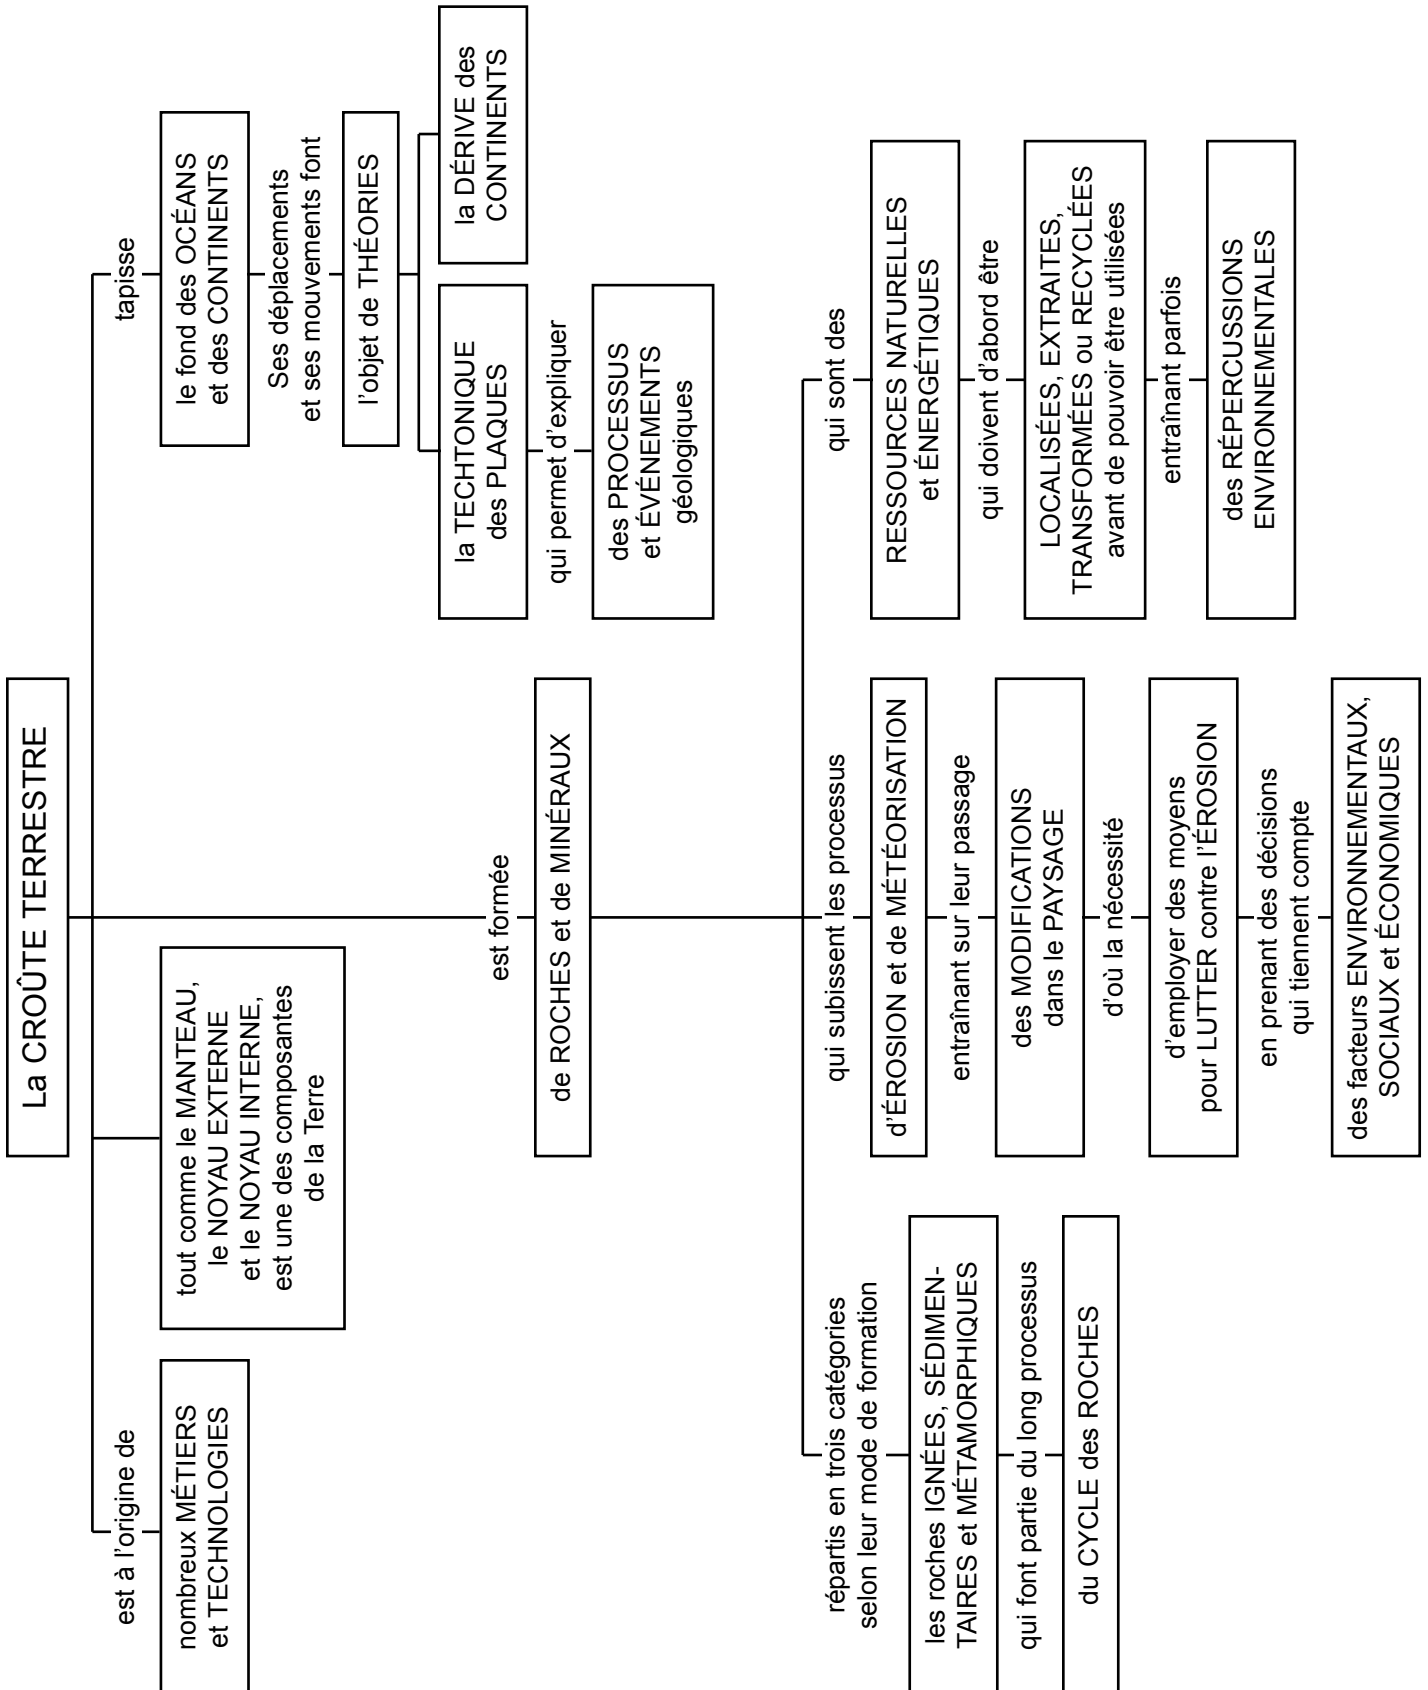 La CROÛTE TERRESTRE
est à l'origine de
nombreux MÉTIERS
et TECHNOLOGIES
tout comme le MANTEAU,
le NOYAU EXTERNE
et le NOYAU INTERNE,
est une des composantes
de la Terre
est formée
de ROCHES et de MINÉRAUX
tapisse
le fond des OCÉANS
et des CONTINENTS
Ses déplacements
et ses mouvements font
l'objet de THÉORIES
la TECHTONIQUE
des PLAQUES
qui permet d'expliquer
des PROCESSUS
et ÉVÉNEMENTS
géologiques
la DÉRIVE des
CONTINENTS
répartis en trois catégories
selon leur mode de formation
les roches IGNÉES, SÉDIMEN-
TAIRES et MÉTAMORPHIQUES
qui font partie du long processus
du CYCLE des ROCHES
qui subissent les processus
d'ÉROSION et de MÉTÉORISATION
entraînant sur leur passage
des MODIFICATIONS
dans le PAYSAGE
d'où la nécessité
d'employer des moyens
pour LUTTER contre l'ÉROSION
en prenant des décisions
qui tiennent compte
des facteurs ENVIRONNEMENTAUX,
SOCIAUX et ÉCONOMIQUES
qui sont des
RESSOURCES NATURELLES
et ÉNERGÉTIQUES
qui doivent d'abord être
LOCALISÉES, EXTRAITES,
TRANSFORMÉES ou RECYCLÉES
avant de pouvoir être utilisées
entraînant parfois
des RÉPERCUSSIONS
ENVIRONNEMENTALES